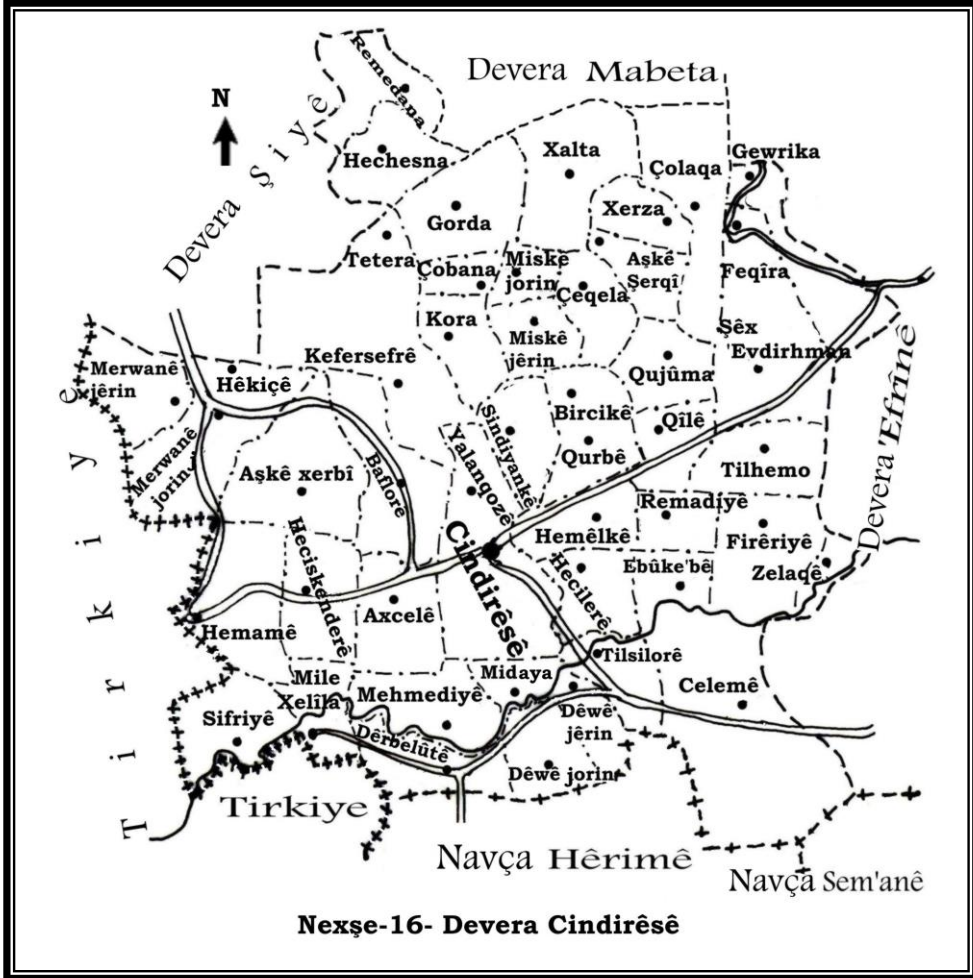 Remedana
Devera Mabeta
N
Devera Şiyê
Hechesna
Xalta
Çolaqa
Gewrika
Gorda
Xerza
Tetera
Çobana
Miskê
jorin
Çeqela
Aşkê
Şerqî
Feqîra
Kora
Miskê
jêrin
Şêx
'Evdirhman
Merwanê
jêrin
Hêkiçê
Kefersefrê
Qujûma
Devera 'Efrînê
Bircikê
Qîlê
Sindiyankê
Merwanê
jorin
Aşkê xerbî
Baflorê
Yalanqozê
Qurbê
Tilhemo
Remadiyê
Cindirêsê
Hemêlkê
Firêriyê
Heciskenderê
Hecilerê
Ebûke'bê
Zelaqê
Hemamê
Axcelê
Tilsilorê
Mile
Xelîla
Mehmediyê
Midaya
Celemê
Sifriyê
Dêrbelûtê
Dêwê
jêrin
Dêwê jorin
Tirkiye
Tirkiye
Navça Hêrimê
Navça Sem'anê
Nexşe-16- Devera Cindirêsê